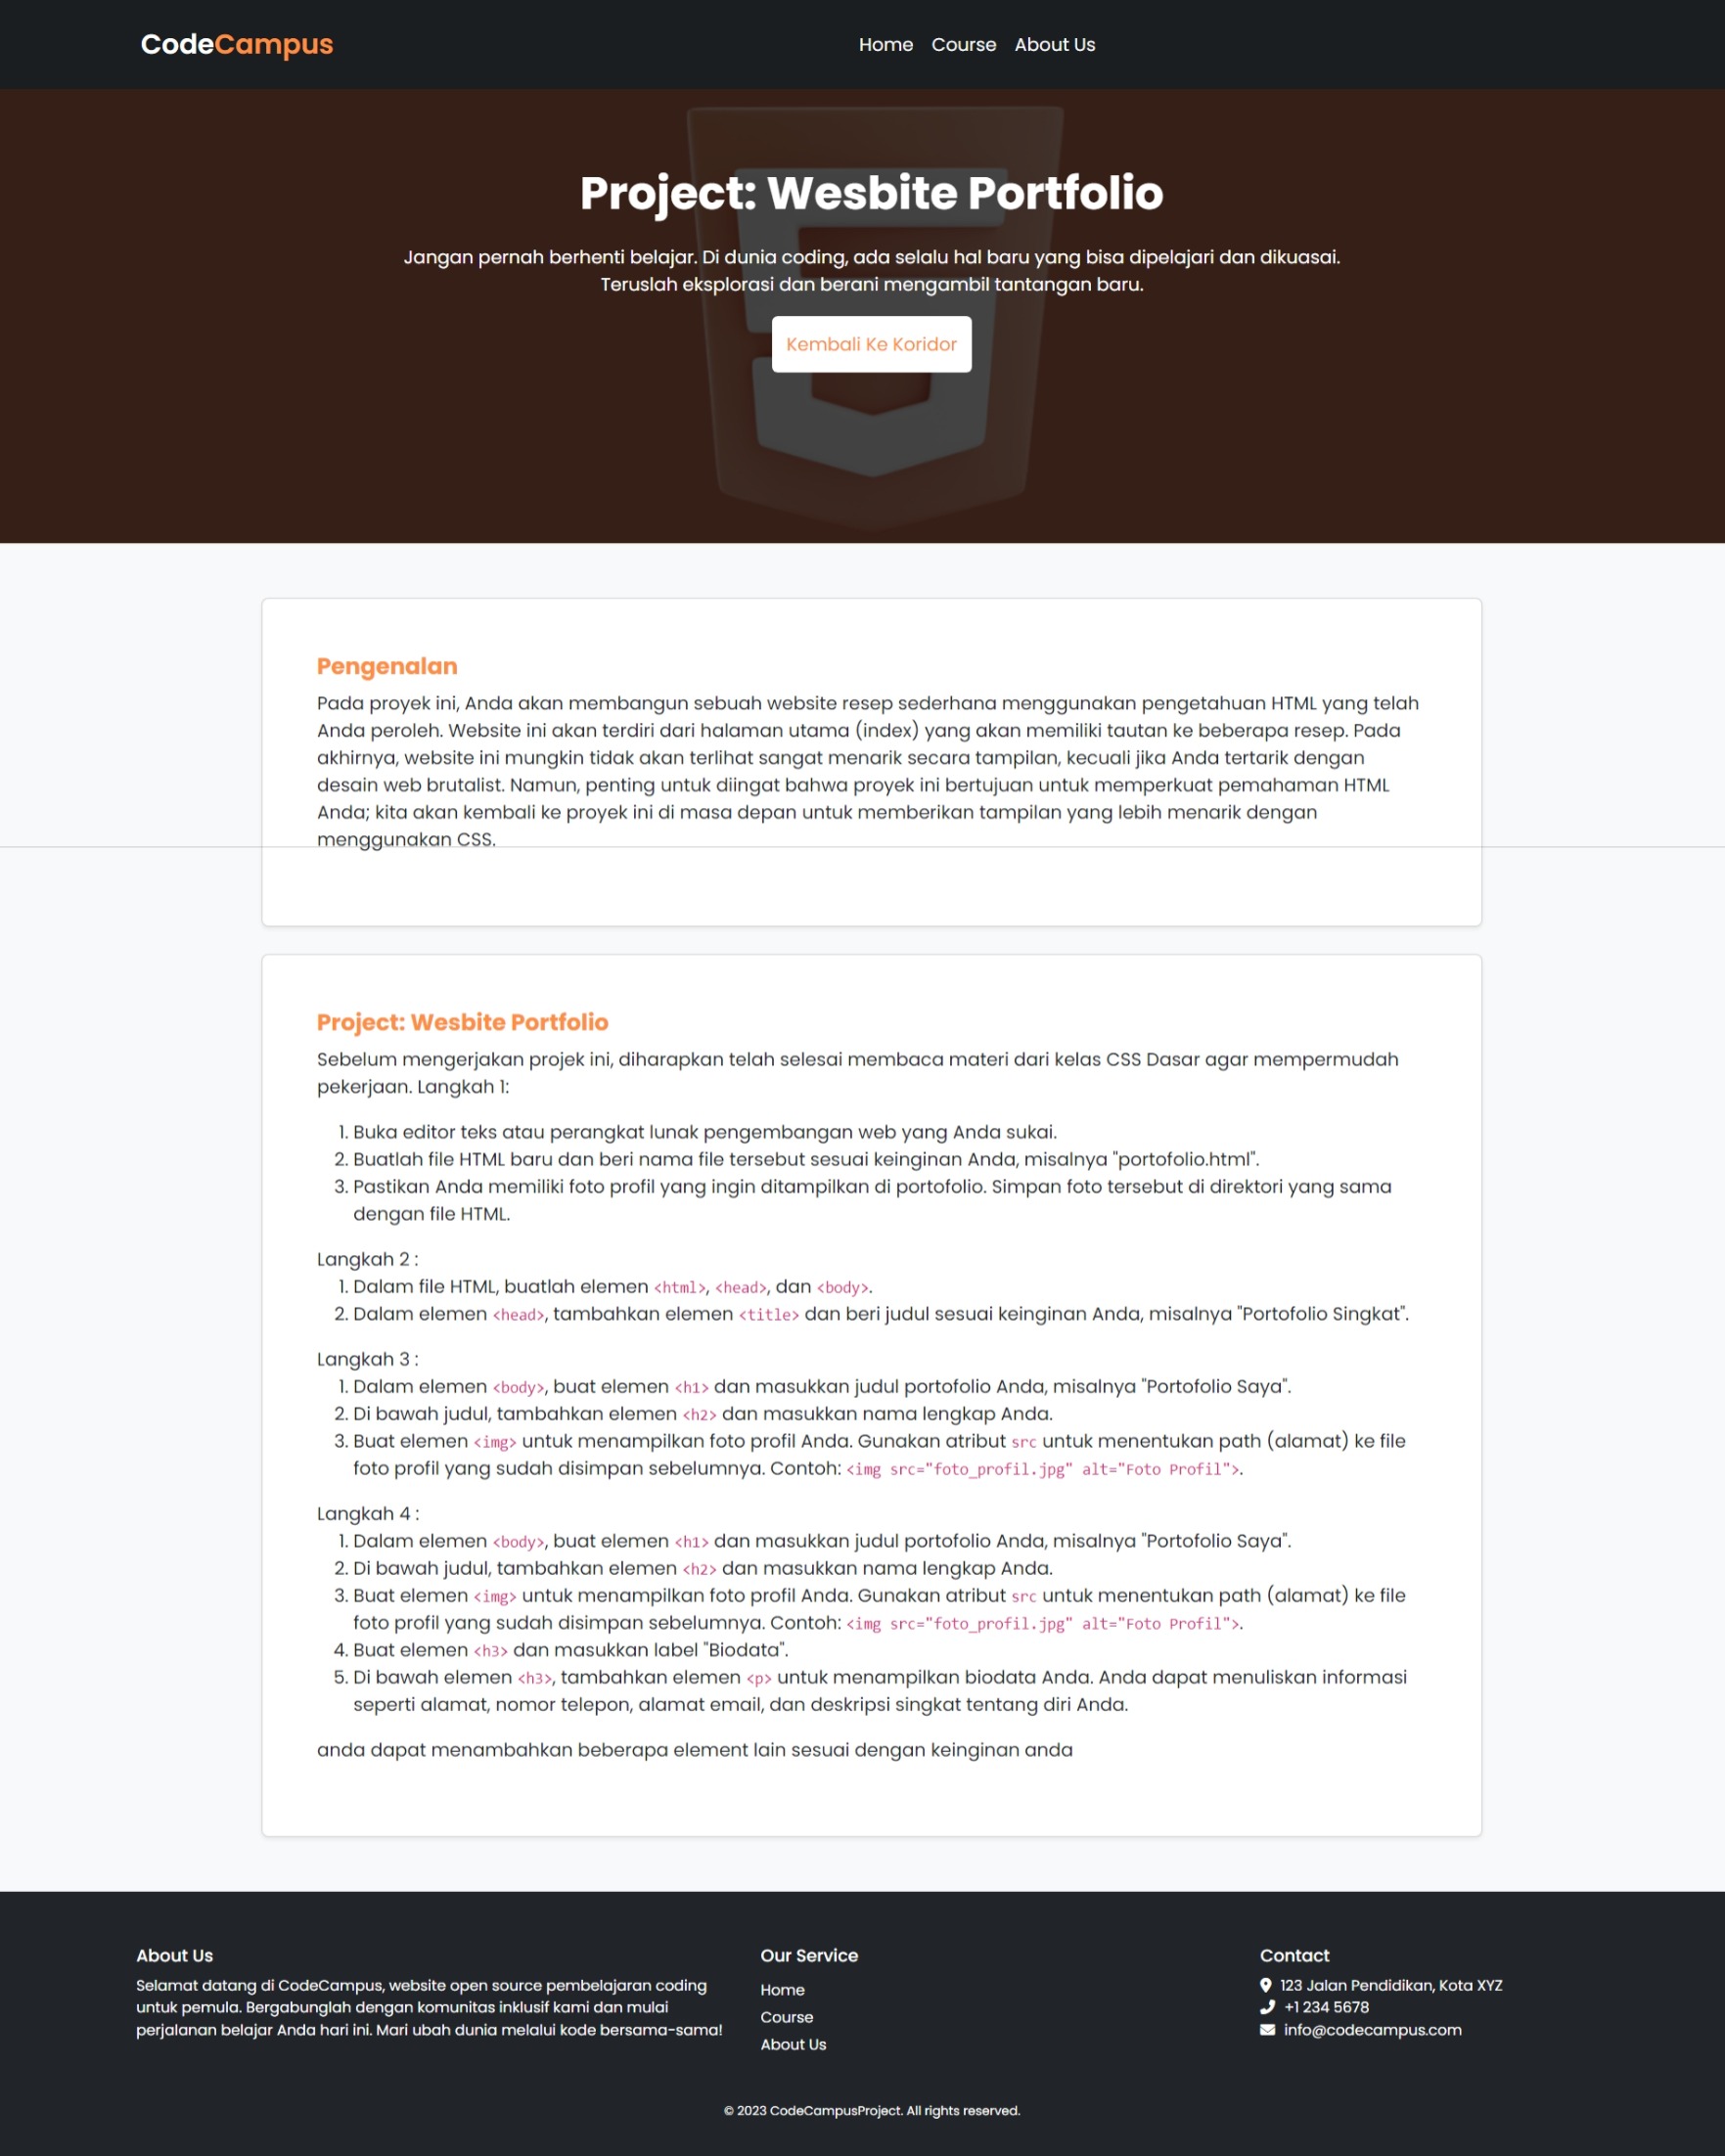 CodeCampus
Home Course About Us
Project: Wesbite Portfolio
Jangan pernah berhenti belajar. Di dunia coding, ada selalu hal baru yang bisa dipelajari dan dikuasai.
Teruslah eksplorasi dan berani mengambil tantangan baru.
Kembali Ke Koridor
Pengenalan
Pada proyek ini, Anda akan membangun sebuah website resep sederhana menggunakan pengetahuan HTML yang telah
Anda peroleh. Website ini akan terdiri dari halaman utama (index) yang akan memiliki tautan ke beberapa resep. Pada
akhirnya, website ini mungkin tidak akan terlihat sangat menarik secara tampilan, kecuali jika Anda tertarik dengan
desain web brutalist. Namun, penting untuk diingat bahwa proyek ini bertujuan untuk memperkuat pemahaman HTML
Anda; kita akan kembali ke proyek ini di masa depan untuk memberikan tampilan yang lebih menarik dengan
menggunakan CSS.
Project: Wesbite Portfolio
Sebelum mengerjakan projek ini, diharapkan telah selesai membaca materi dari kelas CSS Dasar agar mempermudah
pekerjaan. Langkah 1:
1. Buka editor teks atau perangkat lunak pengembangan web yang Anda sukai.
2. Buatlah file HTML baru dan beri nama file tersebut sesuai keinginan Anda, misalnya "portofolio.html".
3. Pastikan Anda memiliki foto profil yang ingin ditampilkan di portofolio. Simpan foto tersebut di direktori yang sama
dengan file HTML.
Langkah 2 :
1. Dalam file HTML, buatlah elemen <html>, <head>, dan <body>.
2. Dalam elemen <head>, tambahkan elemen <title> dan beri judul sesuai keinginan Anda, misalnya "Portofolio Singkat".
Langkah 3 :
1. Dalam elemen <body>, buat elemen <h1> dan masukkan judul portofolio Anda, misalnya "Portofolio Saya".
2. Di bawah judul, tambahkan elemen <h2> dan masukkan nama lengkap Anda.
3. Buat elemen <img> untuk menampilkan foto profil Anda. Gunakan atribut src untuk menentukan path (alamat) ke file
foto profil yang sudah disimpan sebelumnya. Contoh: <img src="foto_profil.jpg" alt="Foto Profil">.
Langkah 4 :
1. Dalam elemen <body>, buat elemen <h1> dan masukkan judul portofolio Anda, misalnya "Portofolio Saya".
2. Di bawah judul, tambahkan elemen <h2> dan masukkan nama lengkap Anda.
3. Buat elemen <img> untuk menampilkan foto profil Anda. Gunakan atribut src untuk menentukan path (alamat) ke file
foto profil yang sudah disimpan sebelumnya. Contoh: <img src="foto_profil.jpg" alt="Foto Profil">.
4. Buat elemen <h3> dan masukkan label "Biodata".
5. Di bawah elemen <h3>, tambahkan elemen <p> untuk menampilkan biodata Anda. Anda dapat menuliskan informasi
seperti alamat, nomor telepon, alamat email, dan deskripsi singkat tentang diri Anda.
anda dapat menambahkan beberapa element lain sesuai dengan keinginan anda
About Us
Selamat datang di CodeCampus, website open source pembelajaran coding
untuk pemula. Bergabunglah dengan komunitas inklusif kami dan mulai
perjalanan belajar Anda hari ini. Mari ubah dunia melalui kode bersama-sama!
Our Service
Home
Course
About Us
Contact
123 Jalan Pendidikan, Kota XYZ
+1 234 5678
info@codecampus.com
© 2023 CodeCampusProject. All rights reserved.